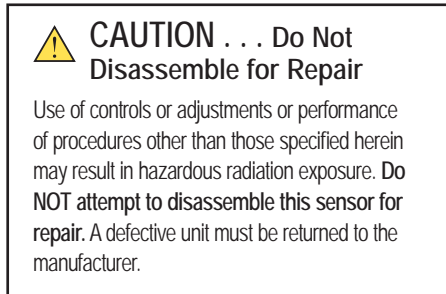 CAUTION . . . Do Not
Disassemble for Repair
Use of controls or adjustments or performance
of procedures other than those specified herein
may result in hazardous radiation exposure. Do
NOT attempt to disassemble this sensor for
repair. A defective unit must be returned to the
manufacturer.